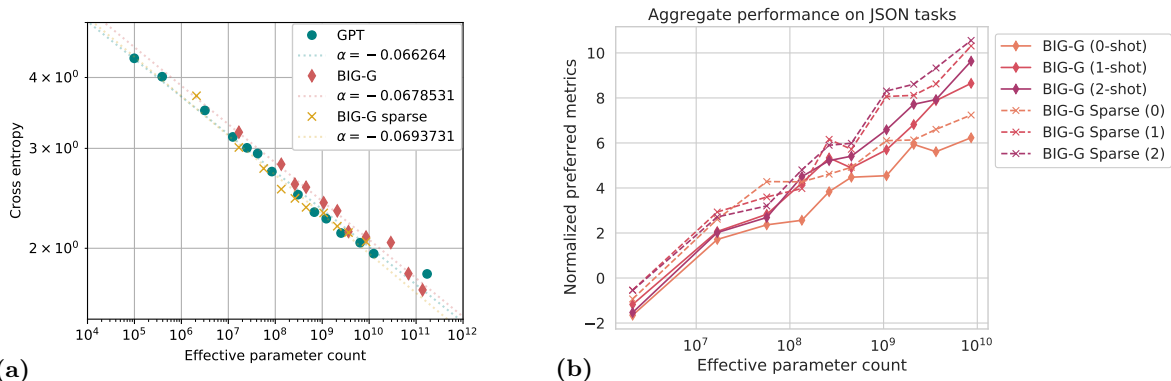 GPT
α = −0.066264
BIG-G
α = −0.0678531
BIG-G sparse
α = −0.0693731
4 × 10⁰
3 × 10⁰
2 × 10⁰
Cross entropy
10⁴ 10⁵ 10⁶ 10⁷ 10⁸ 10⁹ 10¹⁰ 10¹¹ 10¹²
Effective parameter count
(a)
Aggregate performance on JSON tasks
10
8
6
4
2
0
−2
Normalized preferred metrics
10⁷ 10⁸ 10⁹ 10¹⁰
Effective parameter count
BIG-G (0-shot)
BIG-G (1-shot)
BIG-G (2-shot)
BIG-G Sparse (0)
BIG-G Sparse (1)
BIG-G Sparse (2)
(b)